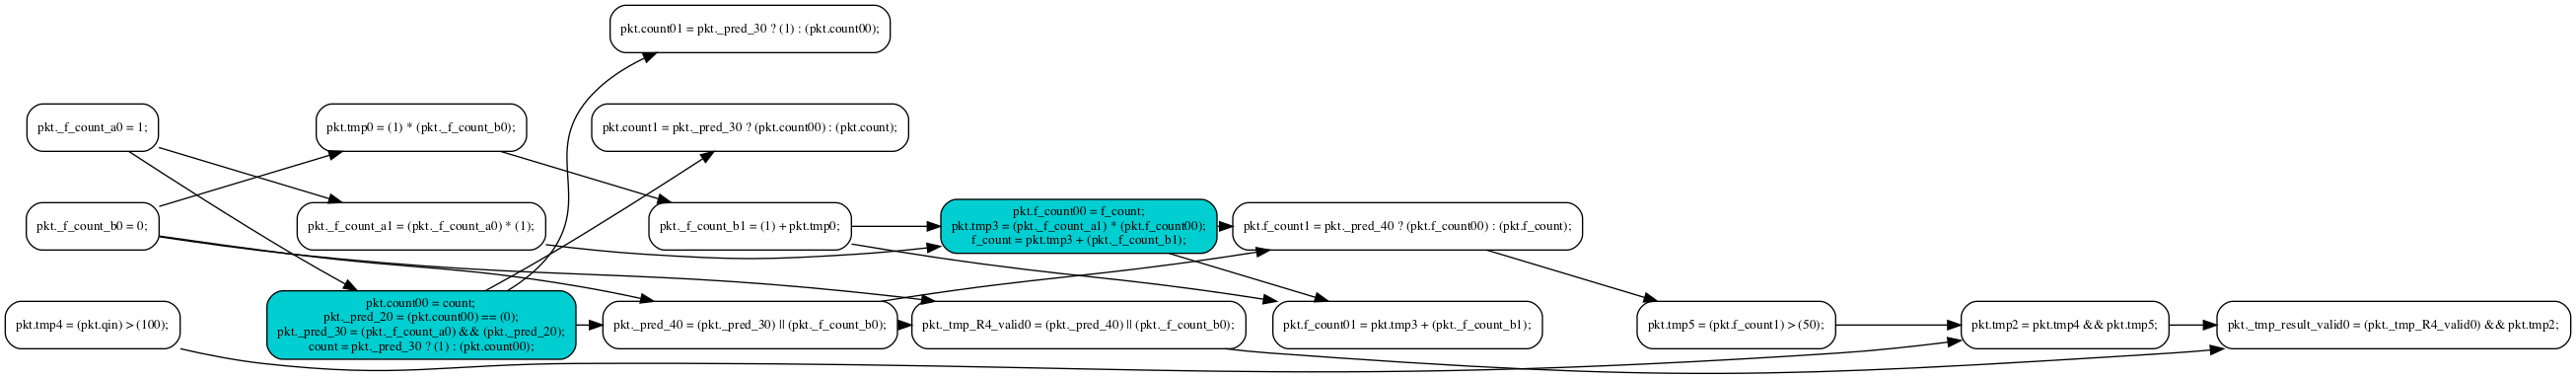 pkt.count01 = pkt._pred_30 ? (1) : (pkt.count00);
pkt._f_count_a0 = 1;
pkt.tmp0 = (1) * (pkt._f_count_b0);
pkt.count1 = pkt._pred_30 ? (pkt.count00) : (pkt.count);
pkt._f_count_b0 = 0;
pkt._f_count_a1 = (pkt._f_count_a0) * (1);
pkt._f_count_b1 = (1) + pkt.tmp0;
pkt.f_count00 = f_count;
pkt.tmp3 = (pkt._f_count_a1) * (pkt.f_count00);
f_count = pkt.tmp3 + (pkt._f_count_b1);
pkt.f_count1 = pkt._pred_40 ? (pkt.f_count00) : (pkt.f_count);
pkt.tmp4 = (pkt.qin) > (100);
pkt.count00 = count;
pkt._pred_20 = (pkt.count00) == (0);
pkt._pred_30 = (pkt._f_count_a0) && (pkt._pred_20);
count = pkt._pred_30 ? (1) : (pkt.count00);
pkt._pred_40 = (pkt._pred_30) || (pkt._f_count_b0);
pkt._tmp_R4_valid0 = (pkt._pred_40) || (pkt._f_count_b0);
pkt.f_count01 = pkt.tmp3 + (pkt._f_count_b1);
pkt.tmp5 = (pkt.f_count1) > (50);
pkt.tmp2 = pkt.tmp4 && pkt.tmp5;
pkt._tmp_result_valid0 = (pkt._tmp_R4_valid0) && pkt.tmp2;